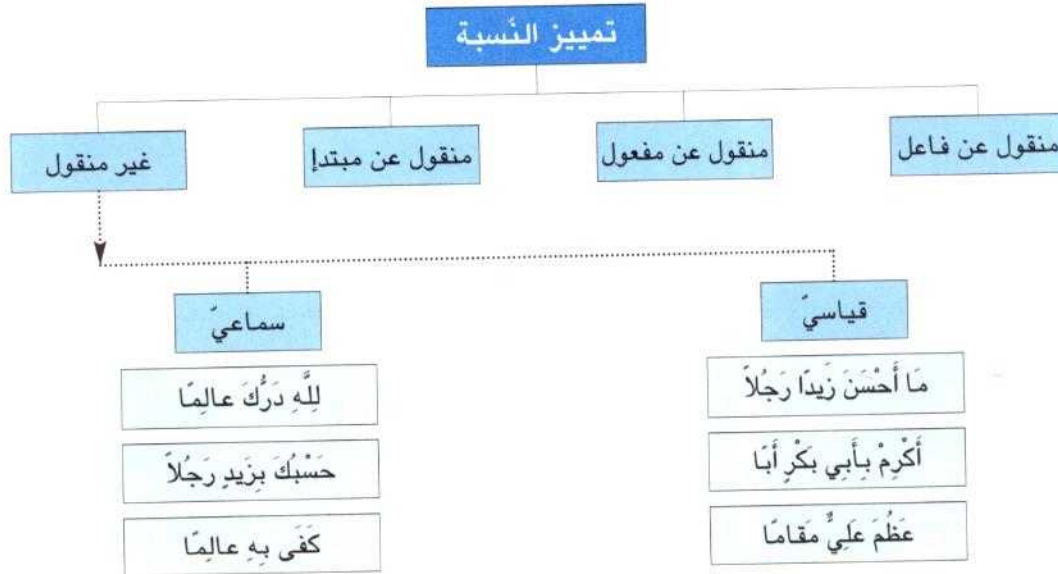 تمييز النّسبة
منقول عن فاعل
منقول عن مفعول
منقول عن مبتدإ
غير منقول
قياسيّ
سماعيّ
مَا أَحْسَنَ زَيدًا رَجُلاً
لِلَّهِ دَرُّكَ عالِمًا
أَكْرِمْ بِأَبِي بَكْرٍ أَبًا
حَسْبُكَ بِزَيدٍ رَجُلاً
عَظُمَ عَلِيٌّ مَقامًا
كَفَى بِهِ عالِمًا